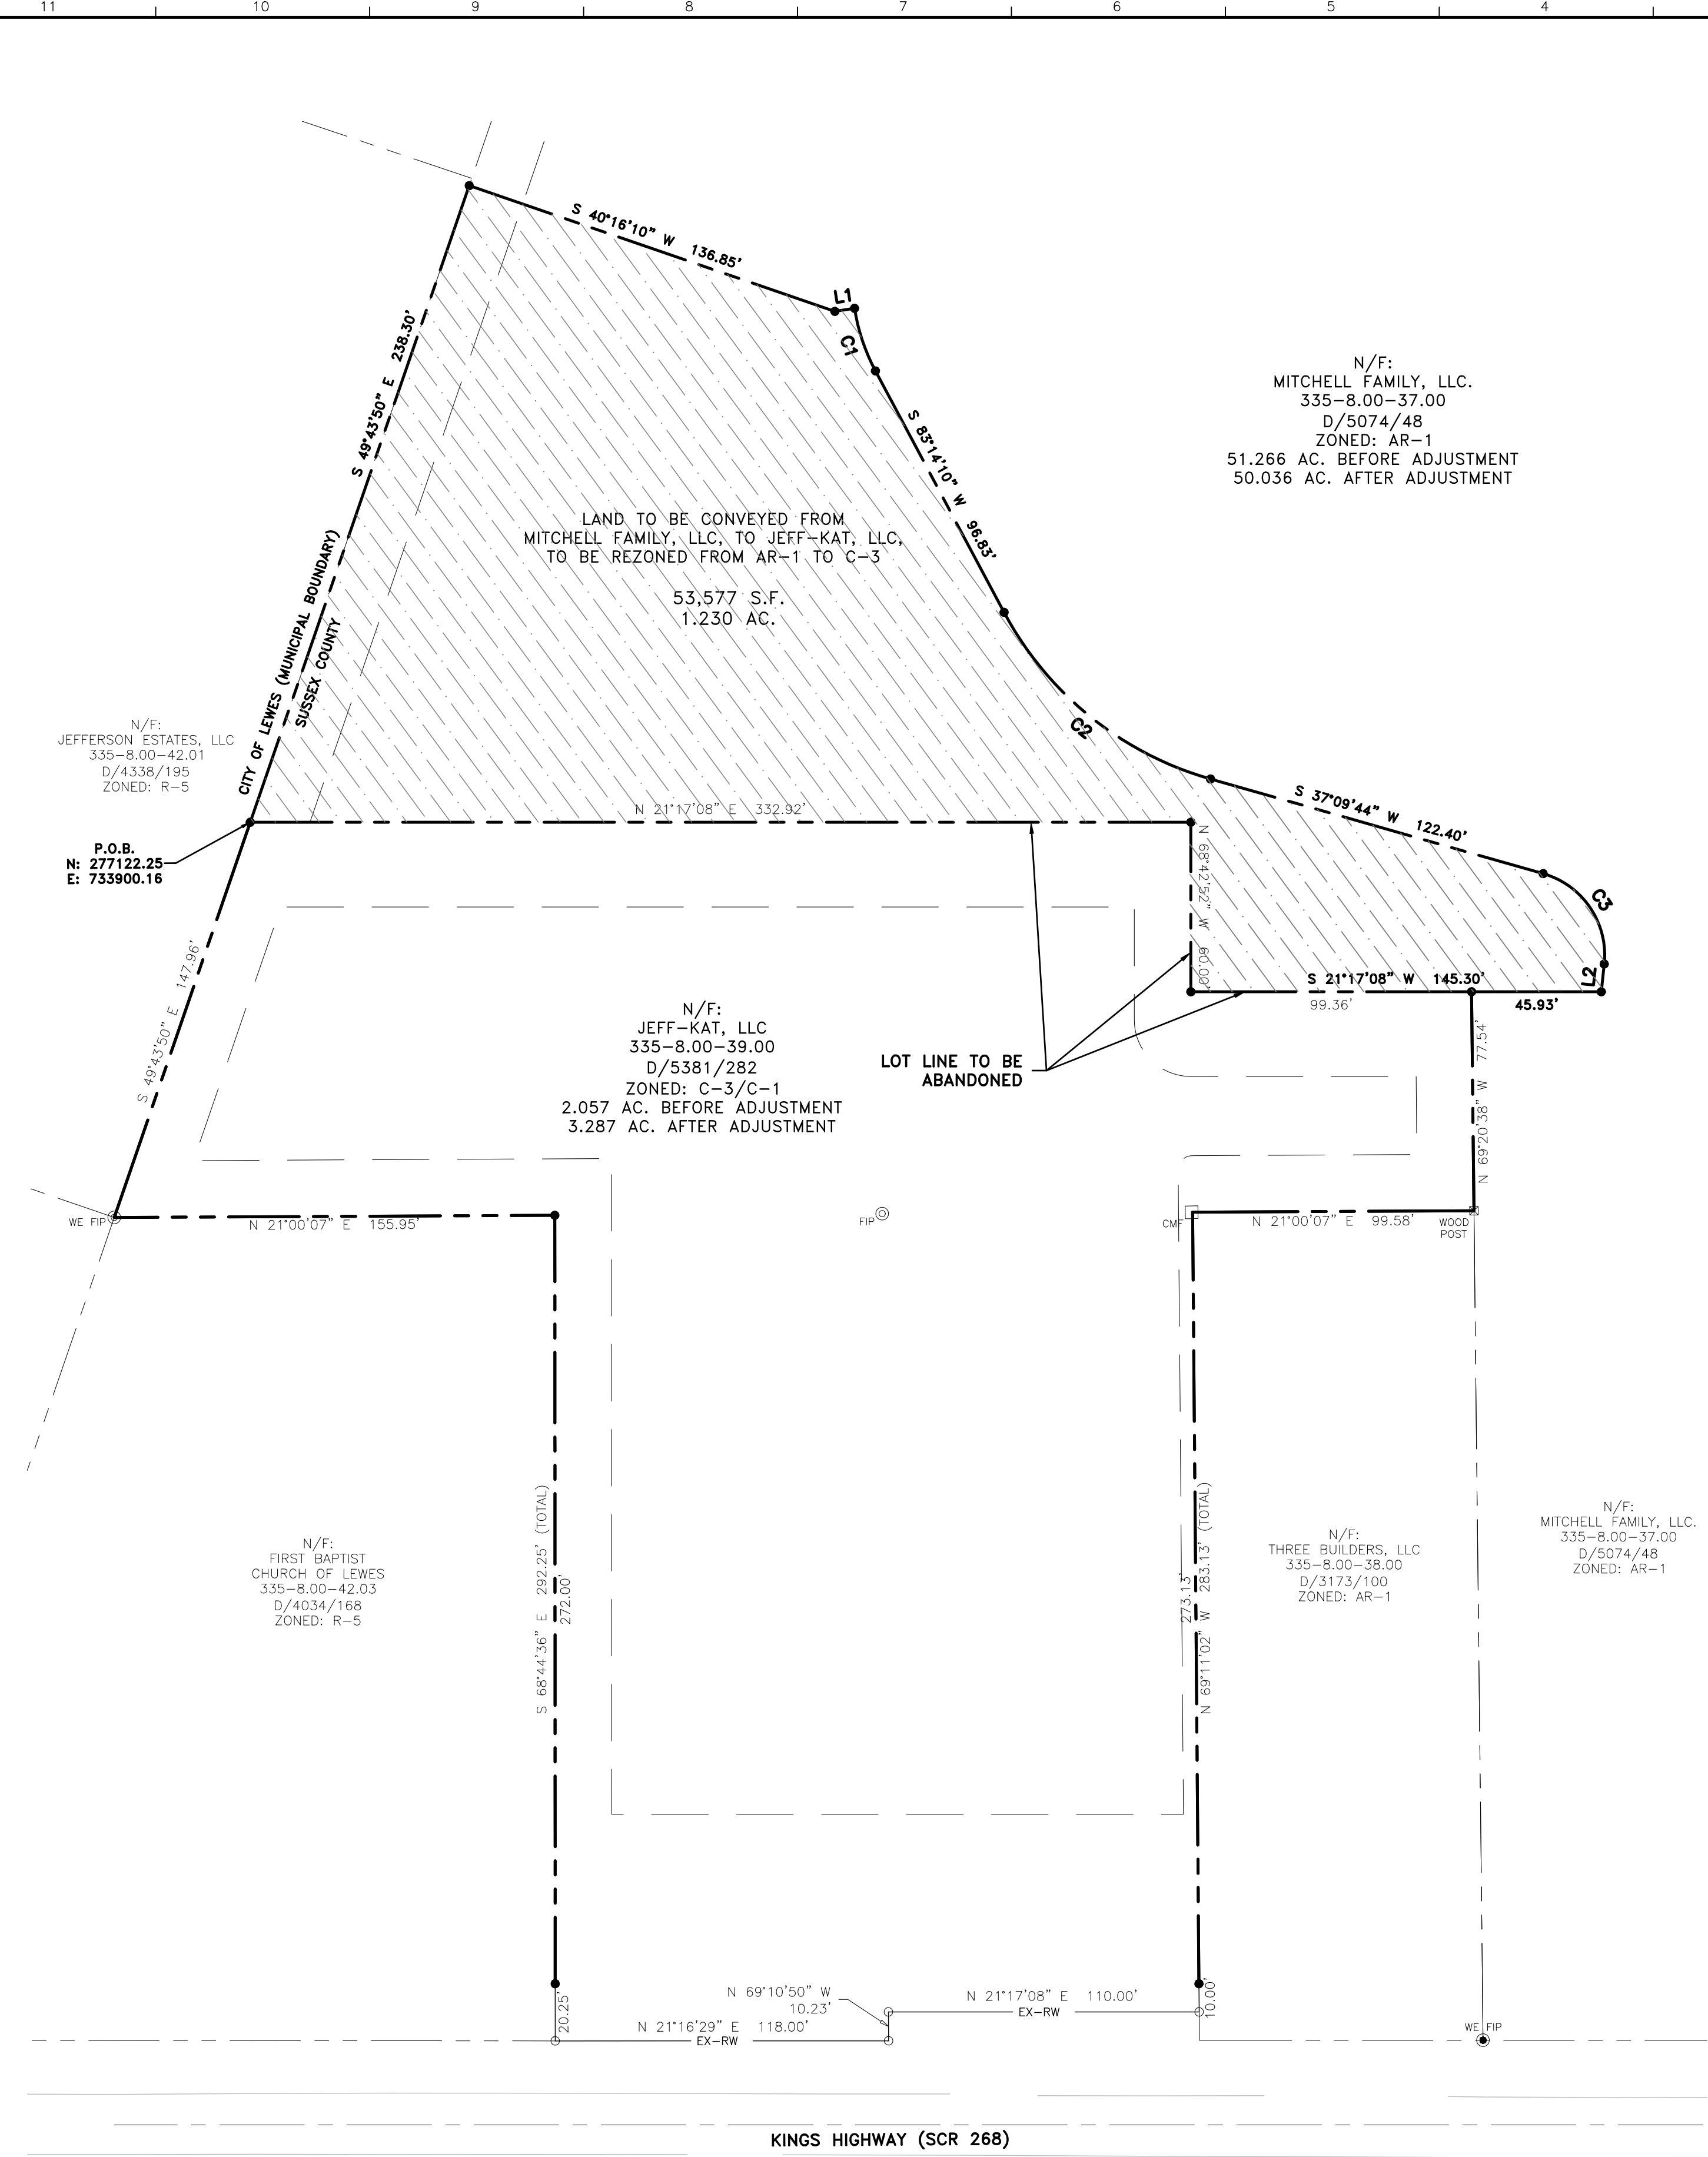 11 10 9 8 7 6 5 4
S 40°16'10" W 136.85'
L1
C1
S 49°43'50" E 238.30'
S 83°14'10" W 96.83'
N/F:
MITCHELL FAMILY, LLC.
335-8.00-37.00
D/5074/48
ZONED: AR-1
51.266 AC. BEFORE ADJUSTMENT
50.036 AC. AFTER ADJUSTMENT
LAND TO BE CONVEYED FROM
MITCHELL FAMILY, LLC, TO JEFF-KAT, LLC,
TO BE REZONED FROM AR-1 TO C-3
53,577 S.F.
1.230 AC.
CITY OF LEWES (MUNICIPAL BOUNDARY)
SUSSEX COUNTY
N/F:
JEFFERSON ESTATES, LLC
335-8.00-42.01
D/4338/195
ZONED: R-5
C2
N 21°17'08" E 332.92'
S 37°09'44" W 122.40'
P.O.B.
N: 277122.25
E: 733900.16
N 68°42'52" W 60.00'
C3
L2
S 21°17'08" W 145.30'
99.36'
45.93'
S 49°43'50" E 147.96'
N/F:
JEFF-KAT, LLC
335-8.00-39.00
D/5381/282
ZONED: C-3/C-1
2.057 AC. BEFORE ADJUSTMENT
3.287 AC. AFTER ADJUSTMENT
LOT LINE TO BE
ABANDONED
N 69°20'38" W 77.54'
WE FIP
N 21°00'07" E 155.95'
FIP
CMF
N 21°00'07" E 99.58'
WOOD
POST
S 68°44'36" E 292.25' (TOTAL)
272.00'
273.13'
N 69°11'02" W 283.13' (TOTAL)
N/F:
FIRST BAPTIST
CHURCH OF LEWES
335-8.00-42.03
D/4034/168
ZONED: R-5
N/F:
THREE BUILDERS, LLC
335-8.00-38.00
D/3173/100
ZONED: AR-1
N/F:
MITCHELL FAMILY, LLC.
335-8.00-37.00
D/5074/48
ZONED: AR-1
20.25'
N 69°10'50" W
10.23'
N 21°17'08" E 110.00'
EX-RW
10.00'
N 21°16'29" E 118.00'
EX-RW
WE FIP
KINGS HIGHWAY (SCR 268)